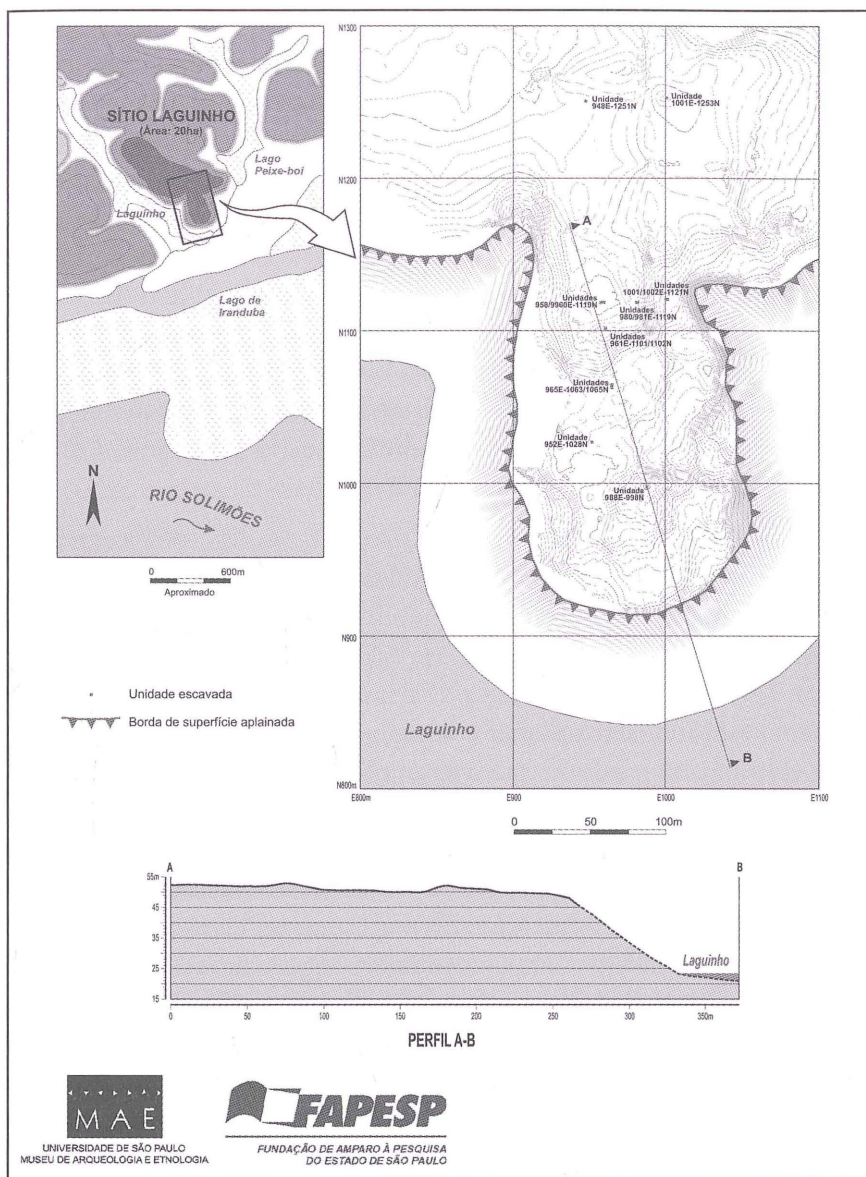 SÍTIO LAGUINHO
(Área: 20ha)
Lago
Peixe-boi
Laguinho
Lago de
Iranduba
N
RIO SOLIMÕES
0 600m
Aproximado
Unidade escavada
Borda de superfície aplainada
N1300
N1200
N1100
N1000
N900
N800m
E800m
E900
E1000
E1100
Unidade
948E-1251N
Unidade
1001E-1253N
A
Unidades
1001/1002E-1121N
Unidades
958/9960E-1119N
Unidades
980/981E-1119N
Unidades
961E-1101/1102N
Unidades
965E-1063/1065N
Unidade
952E-1028N
Unidade
988E-998N
Laguinho
B
0 50 100m
A
B
55m
45
35
25
15
Laguinho
0 50 100 150 200 250 300 350m
PERFIL A-B
MAE
UNIVERSIDADE DE SÃO PAULO
MUSEU DE ARQUEOLOGIA E ETNOLOGIA
FAPESP
FUNDAÇÃO DE AMPARO À PESQUISA
DO ESTADO DE SÃO PAULO